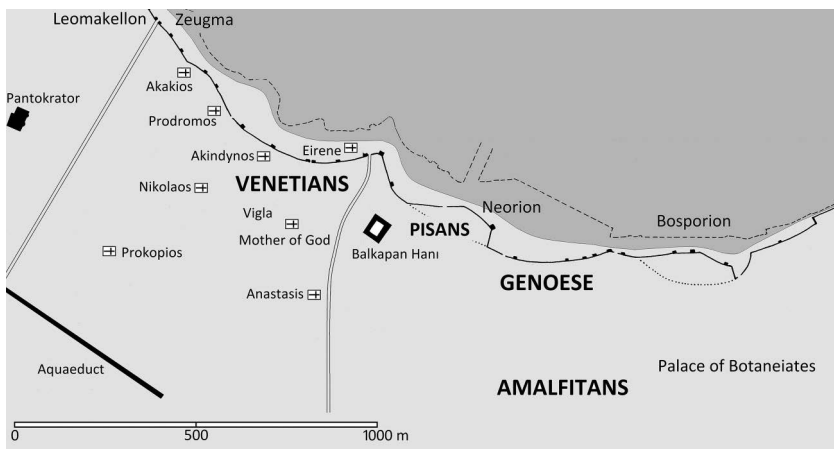 Leomakellon
Zeugma
Pantokrator
Akakios
Prodromos
Akindynos
Eirene
Nikolaos
VENETIANS
Vigla
Mother of God
Prokopios
Balkapan Hanı
PISANS
Neorion
Bosporion
GENOESE
Anastasis
Aquaeduct
AMALFITANS
Palace of Botaneiates
0
500
1000 m